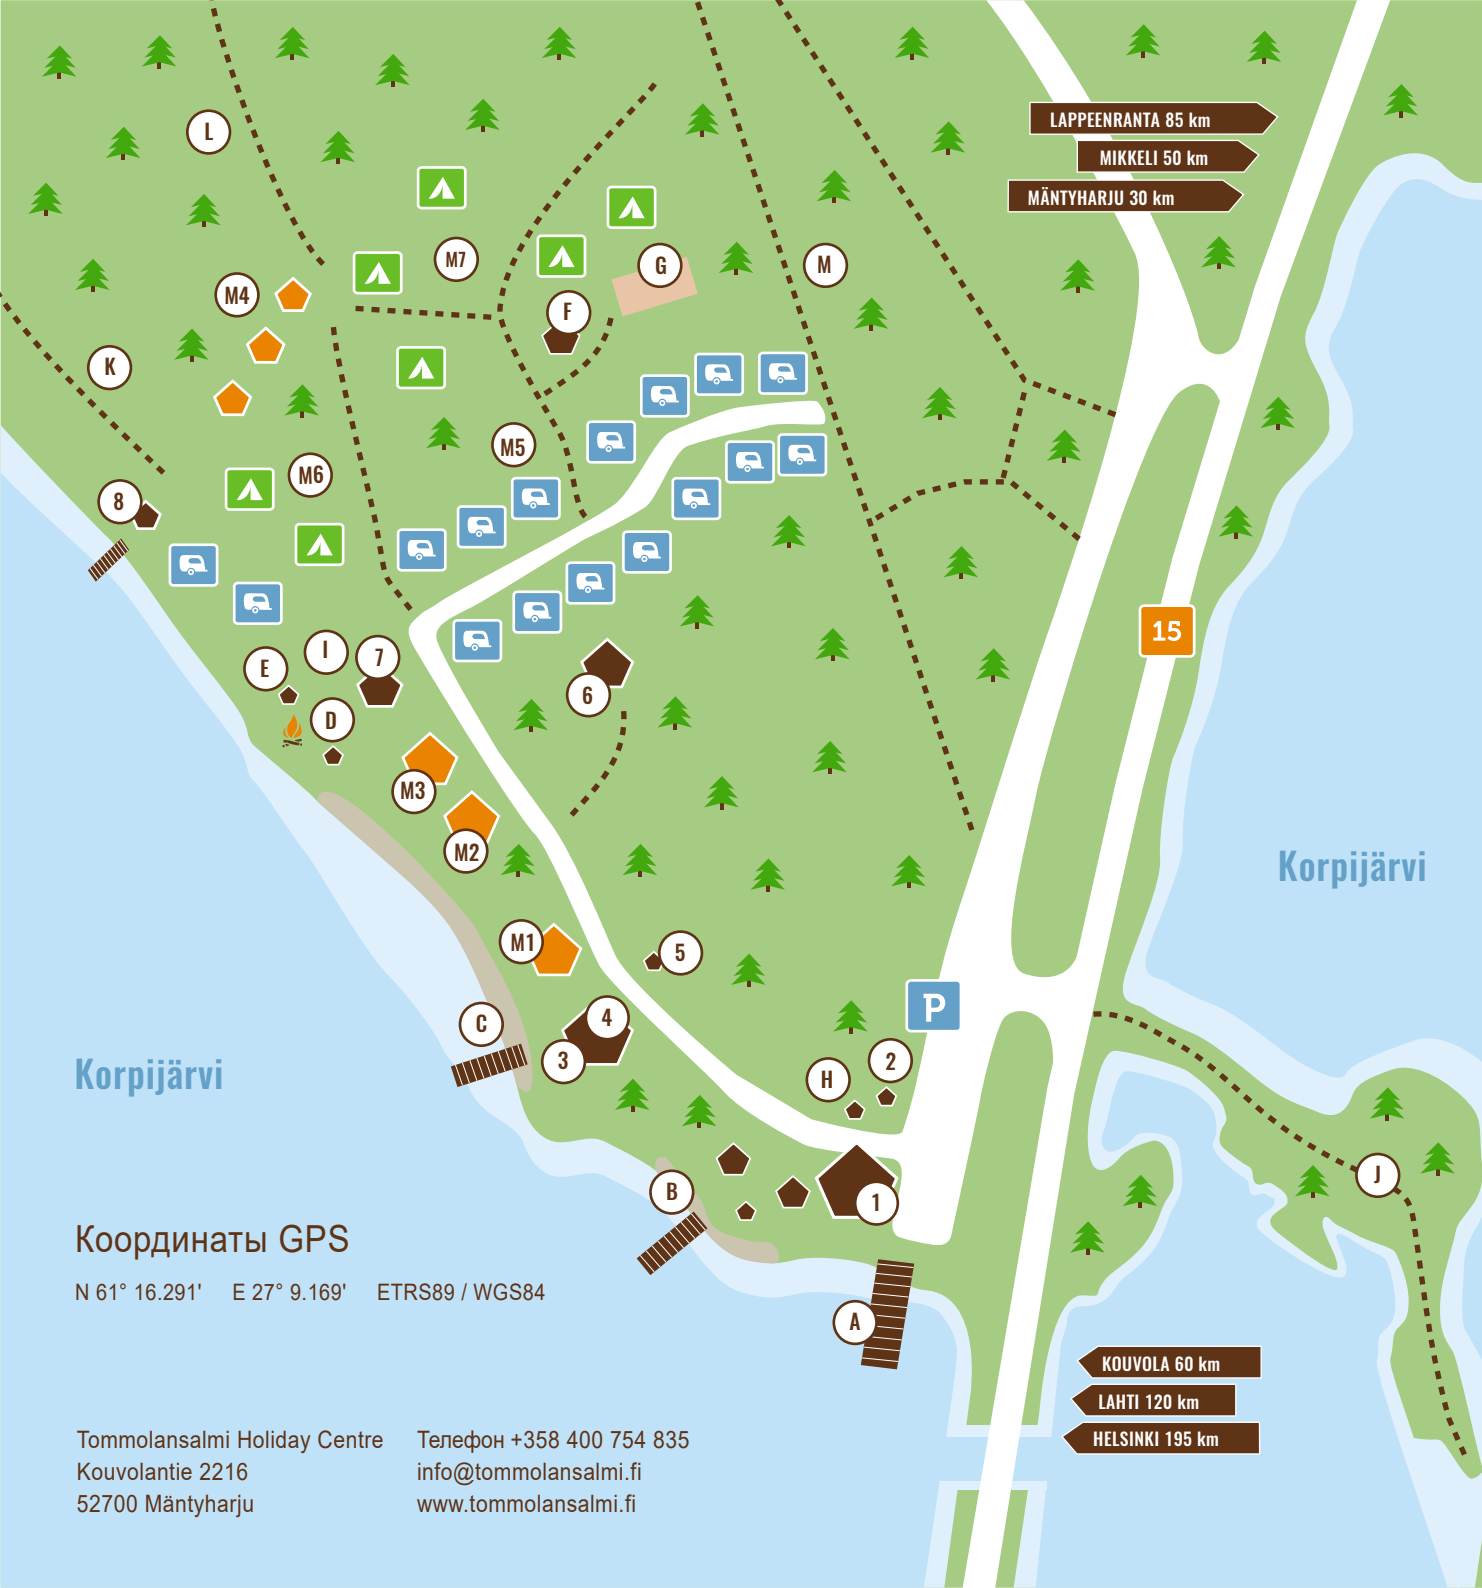 L
LAPPEENRANTA 85 km
MIKKELI 50 km
MÄNTYHARJU 30 km
M7
G
M
M4
F
K
M5
M6
8
15
I
7
E
6
D
M3
M2
Korpijärvi
M1
5
P
C
4
3
2
H
Korpijärvi
J
B
1
Координаты GPS
N 61° 16.291' E 27° 9.169' ETRS89 / WGS84
A
KOUVOLA 60 km
LAHTI 120 km
HELSINKI 195 km
Tommolansalmi Holiday Centre
Kouvolantie 2216
52700 Mäntyharju
Телефон +358 400 754 835
info@tommolansalmi.fi
www.tommolansalmi.fi